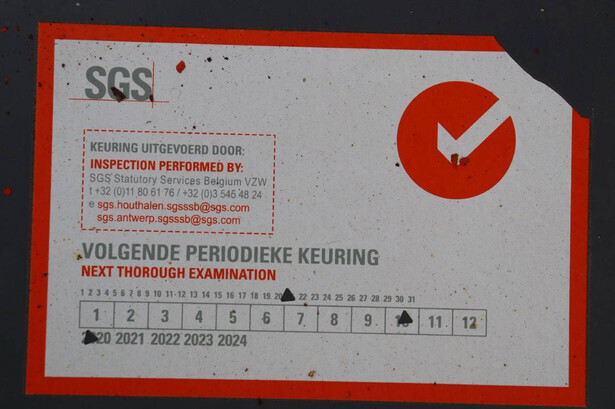 SGS
KEURING UITGEVOERD DOOR:
INSPECTION PERFORMED BY:
SGS Statutory Services Belgium VZW
t +32 (0)11 80 61 76 / +32 (0)3 545 48 24
e sgs.houthalen.sgsssb@sgs.com
sgs.antwerp.sgsssb@sgs.com
VOLGENDE PERIODIEKE KEURING
NEXT THOROUGH EXAMINATION
1 2 3 4 5 6 7 8 9 10 11 12 13 14 15 16 17 18 19 20 22 23 24 25 26 27 28 29 30 31
1 2 3 4 5 6 7 8 9 11 12
2021 2022 2023 2024